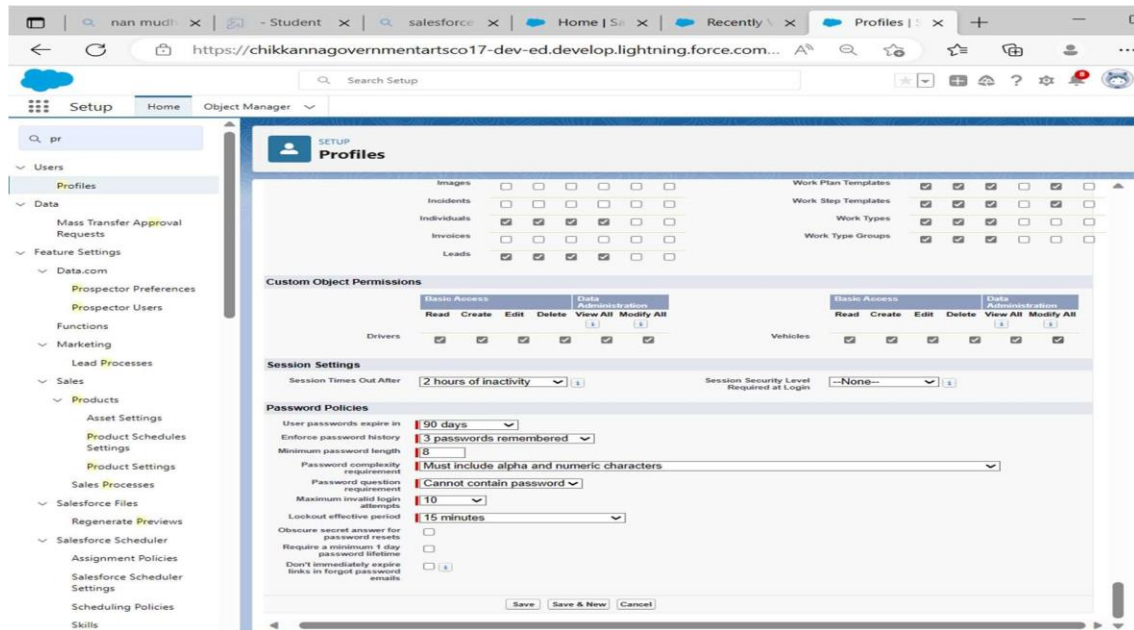 nan mudh
- Student
salesforce
Home | Sa
Recently V
Profiles | S
https://chikkannagovernmentartsco17-dev-ed.develop.lightning.force.com...
Search Setup
Setup Home Object Manager
pr
Users
Profiles
Data
Mass Transfer Approval
Requests
Feature Settings
Data.com
Prospector Preferences
Prospector Users
Functions
Marketing
Lead Processes
Sales
Products
Asset Settings
Product Schedules
Settings
Product Settings
Sales Processes
Salesforce Files
Regenerate Previews
Salesforce Scheduler
Assignment Policies
Salesforce Scheduler
Settings
Scheduling Policies
Skills
SETUP
Profiles
Images Work Plan Templates
Incidents Work Step Templates
Individuals Work Types
Invoices Work Type Groups
Leads
Custom Object Permissions
Basic Access Data Administration Basic Access Data Administration
Read Create Edit Delete View All Modify All Read Create Edit Delete View All Modify All
Drivers Vehicles
Session Settings
Session Times Out After 2 hours of inactivity Session Security Level Required at Login --None--
Password Policies
User passwords expire in 90 days
Enforce password history 3 passwords remembered
Minimum password length 8
Password complexity requirement Must include alpha and numeric characters
Password question requirement Cannot contain password
Maximum invalid login attempts 10
Lockout effective period 15 minutes
Obscure secret answer for password resets
Require a minimum 1 day password lifetime
Don't immediately expire links in forgot password emails
Save Save & New Cancel